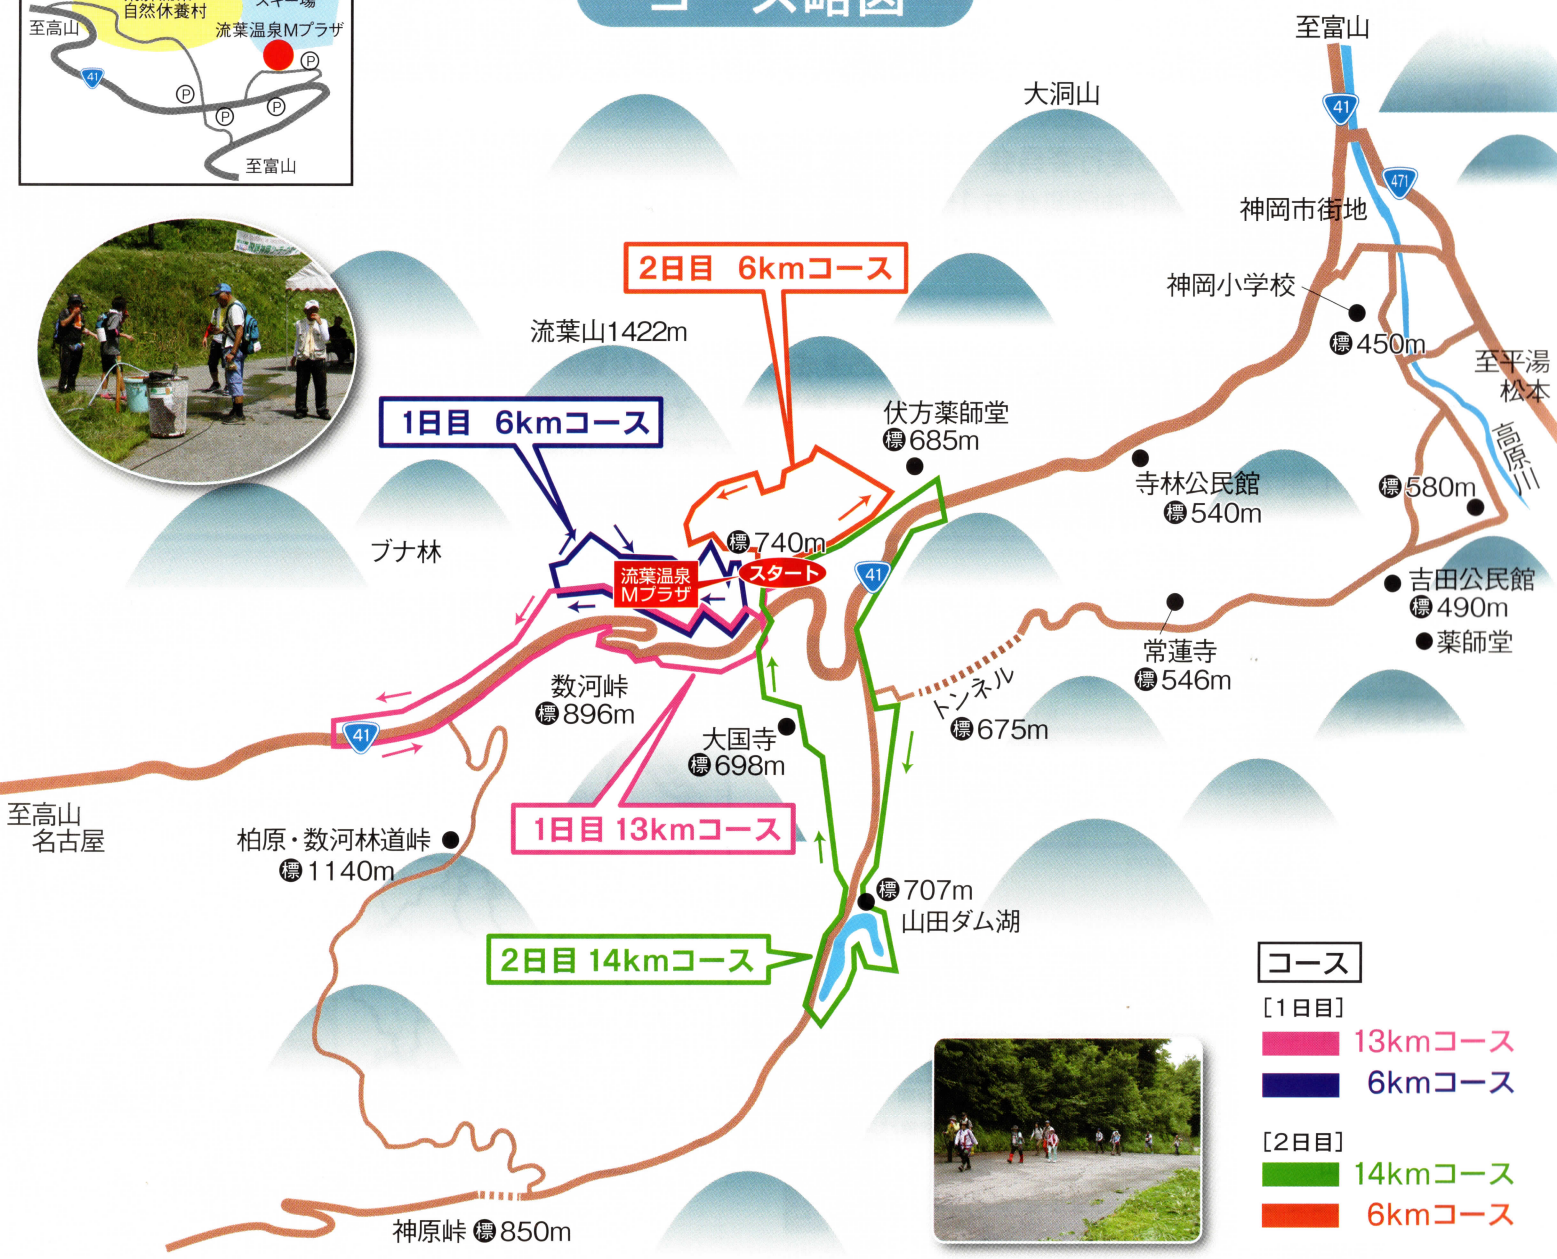 コース略図
自然休養村
スキー場
至高山
流葉温泉Mプラザ
41
P
P
P
P
至富山
至富山
41
471
大洞山
神岡市街地
神岡小学校
標450m
至平湯
松本
高原川
2日目 6kmコース
流葉山1422m
1日目 6kmコース
伏方薬師堂
標685m
寺林公民館
標540m
標580m
ブナ林
標740m
スタート
流葉温泉
Mプラザ
41
吉田公民館
標490m
薬師堂
常蓮寺
標546m
トンネル
標675m
数河峠
標896m
大国寺
標698m
41
至高山
名古屋
1日目 13kmコース
柏原・数河林道峠
標1140m
標707m
山田ダム湖
2日目 14kmコース
神原峠 標850m
コース
[1日目]
13kmコース
6kmコース
[2日目]
14kmコース
6kmコース